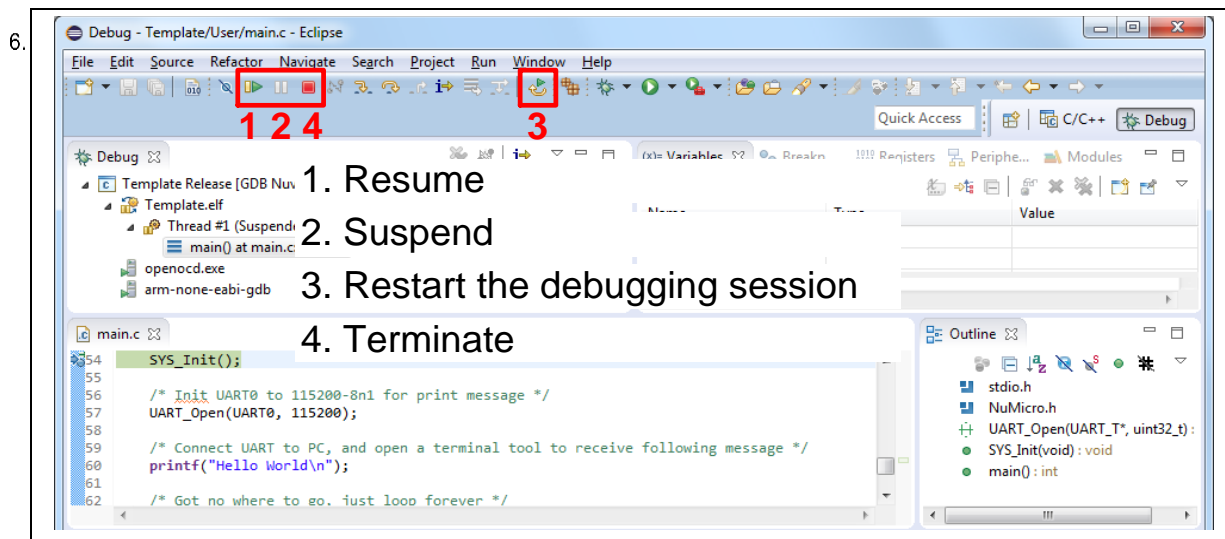 6.
Debug - Template/User/main.c - Eclipse
File Edit Source Refactor Navigate Search Project Run Window Help
1 2 4 3
Quick Access C/C++ Debug
Debug (x)= Variables Breakn Registers Periphe... Modules
Template Release [GDB Nuv
Template.elf
Thread #1 (Suspend
main() at main.c:
openocd.exe
arm-none-eabi-gdb
1. Resume
2. Suspend
3. Restart the debugging session
4. Terminate
Name Type Value
main.c
54 SYS_Init();
55
56 /* Init UART0 to 115200-8n1 for print message */
57 UART_Open(UART0, 115200);
58
59 /* Connect UART to PC, and open a terminal tool to receive following message */
60 printf("Hello World\n");
61
62 /* Got no where to go, just loop forever */
Outline
stdio.h
NuMicro.h
UART_Open(UART_T*, uint32_t) :
SYS_Init(void) : void
main() : int